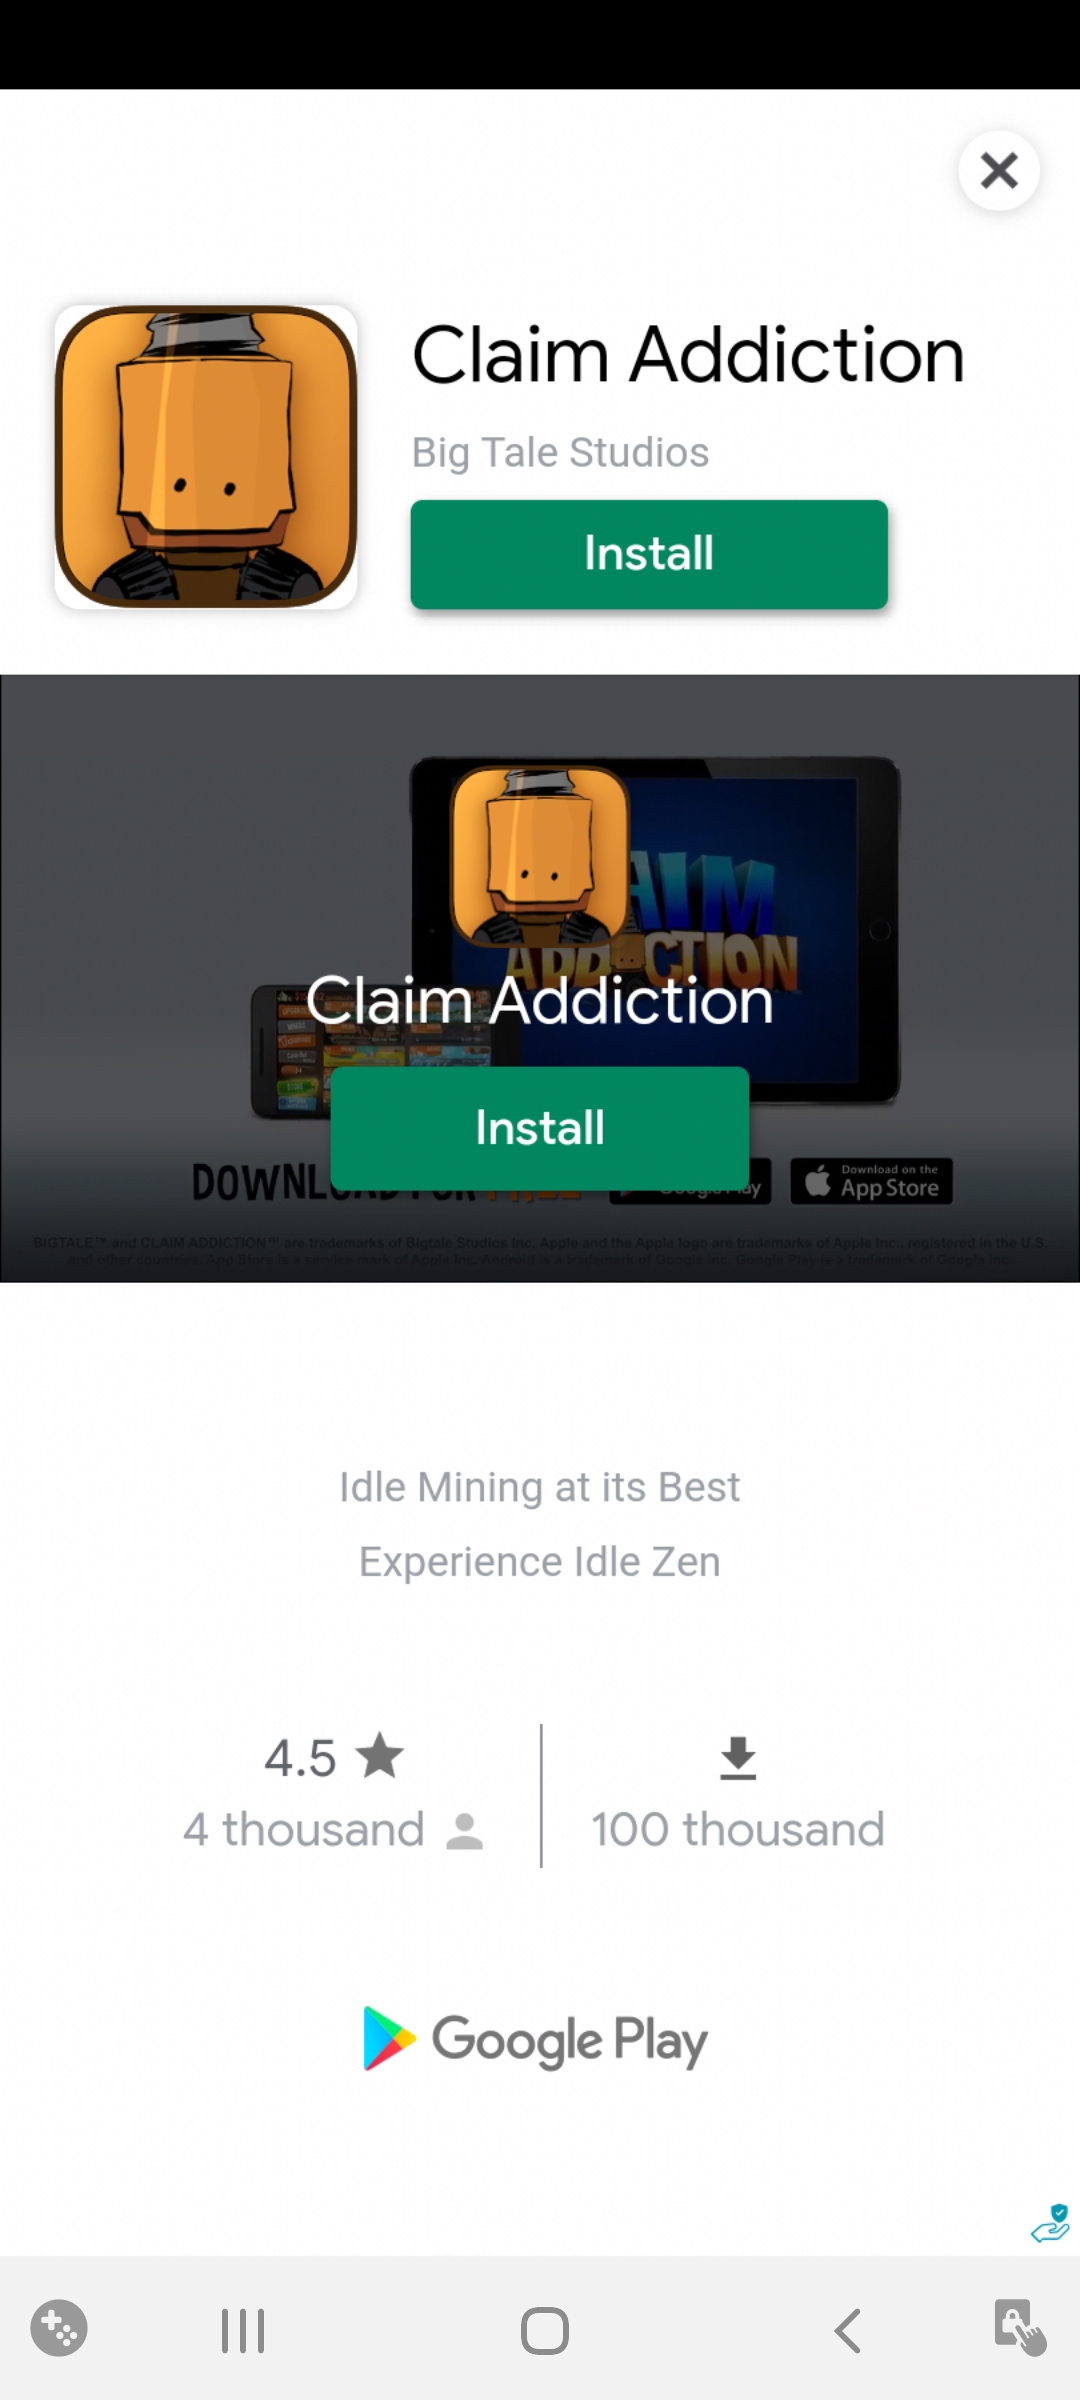 Claim Addiction
Big Tale Studios
Install
AIM
ADD CTION
Claim Addiction
Install
DOWNL
Download on the
App Store
BIGTALE™ and CLAIM ADDICTION™ are trademarks of Bigtale Studios Inc. Apple and the Apple logo are trademarks of Apple Inc., registered in the U.S.
and other countries. App Store is a service mark of Apple Inc. Android is a trademark of Google Inc. Google Play is a trademark of Google Inc.
Idle Mining at its Best
Experience Idle Zen
4.5
4 thousand
100 thousand
Google Play